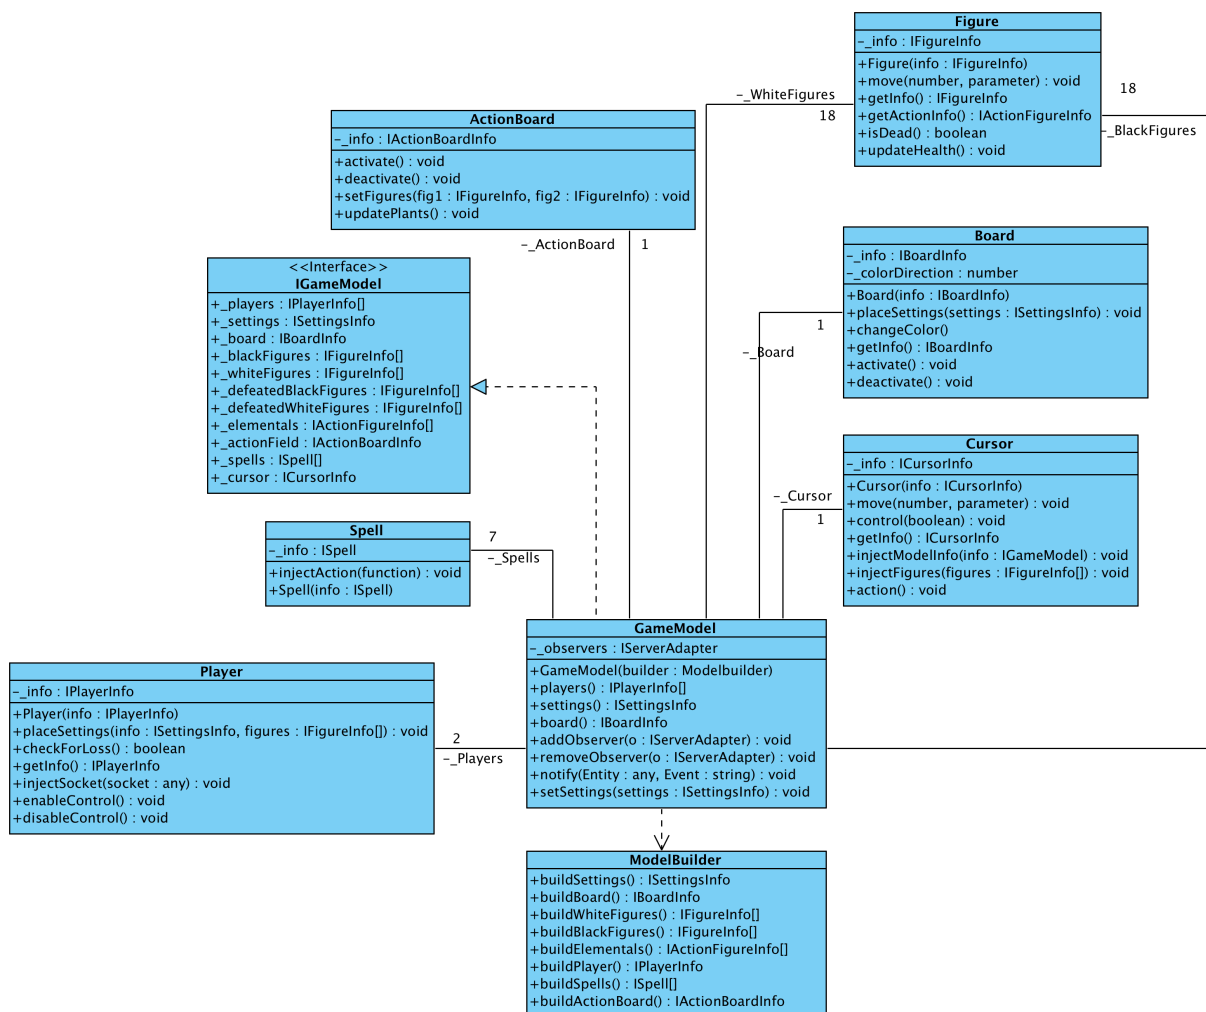 Figure
-_info : IFigureInfo
+Figure(info : IFigureInfo)
+move(number, parameter) : void
+getInfo() : IFigureInfo
+getActionInfo() : IActionFigureInfo
+isDead() : boolean
+updateHealth() : void
-_WhiteFigures
18
18
-_BlackFigures
ActionBoard
-_info : IActionBoardInfo
+activate() : void
+deactivate() : void
+setFigures(fig1 : IFigureInfo, fig2 : IFigureInfo) : void
+updatePlants() : void
-_ActionBoard
1
Board
-_info : IBoardInfo
-_colorDirection : number
+Board(info : IBoardInfo)
+placeSettings(settings : ISettingsInfo) : void
+changeColor()
+getInfo() : IBoardInfo
+activate() : void
+deactivate() : void
1
-_Board
<<Interface>>
IGameModel
+_players : IPlayerInfo[]
+_settings : ISettingsInfo
+_board : IBoardInfo
+_blackFigures : IFigureInfo[]
+_whiteFigures : IFigureInfo[]
+_defeatedBlackFigures : IFigureInfo[]
+_defeatedWhiteFigures : IFigureInfo[]
+_elementals : IActionFigureInfo[]
+_actionField : IActionBoardInfo
+_spells : ISpell[]
+_cursor : ICursorInfo
Cursor
-_info : ICursorInfo
+Cursor(info : ICursorInfo)
+move(number, parameter) : void
+control(boolean) : void
+getInfo() : ICursorInfo
+injectModelInfo(info : IGameModel) : void
+injectFigures(figures : IFigureInfo[]) : void
+action() : void
-_Cursor
1
Spell
-_info : ISpell
+injectAction(function) : void
+Spell(info : ISpell)
7
-_Spells
GameModel
-_observers : IServerAdapter
+GameModel(builder : Modelbuilder)
+players() : IPlayerInfo[]
+settings() : ISettingsInfo
+board() : IBoardInfo
+addObserver(o : IServerAdapter) : void
+removeObserver(o : IServerAdapter) : void
+notify(Entity : any, Event : string) : void
+setSettings(settings : ISettingsInfo) : void
Player
-_info : IPlayerInfo
+Player(info : IPlayerInfo)
+placeSettings(info : ISettingsInfo, figures : IFigureInfo[]) : void
+checkForLoss() : boolean
+getInfo() : IPlayerInfo
+injectSocket(socket : any) : void
+enableControl() : void
+disableControl() : void
2
-_Players
ModelBuilder
+buildSettings() : ISettingsInfo
+buildBoard() : IBoardInfo
+buildWhiteFigures() : IFigureInfo[]
+buildBlackFigures() : IFigureInfo[]
+buildElementals() : IActionFigureInfo[]
+buildPlayer() : IPlayerInfo
+buildSpells() : ISpell[]
+buildActionBoard() : IActionBoardInfo